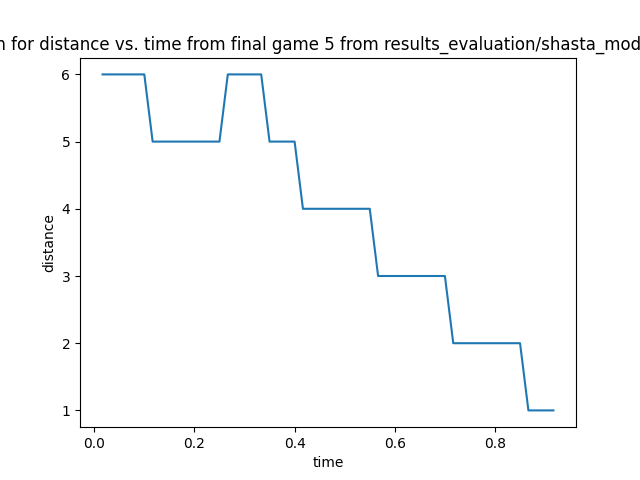 n for distance vs. time from final game 5 from results_evaluation/shasta_mod
6
5
4
3
2
1
distance
0.0 0.2 0.4 0.6 0.8
time